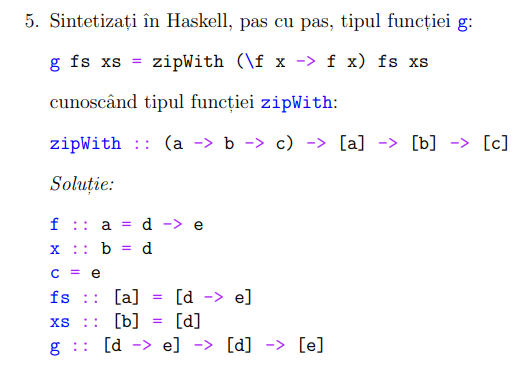 5. Sintetizați în Haskell, pas cu pas, tipul funcției g:
g fs xs = zipWith (\f x -> f x) fs xs
cunoscând tipul funcției zipWith:
zipWith :: (a -> b -> c) -> [a] -> [b] -> [c]
Soluție:
f :: a = d -> e
x :: b = d
c = e
fs :: [a] = [d -> e]
xs :: [b] = [d]
g :: [d -> e] -> [d] -> [e]